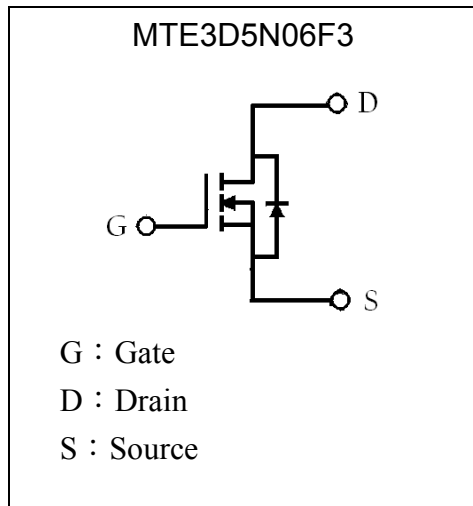 MTE3D5N06F3
D
G
S
G：Gate
D：Drain
S：Source